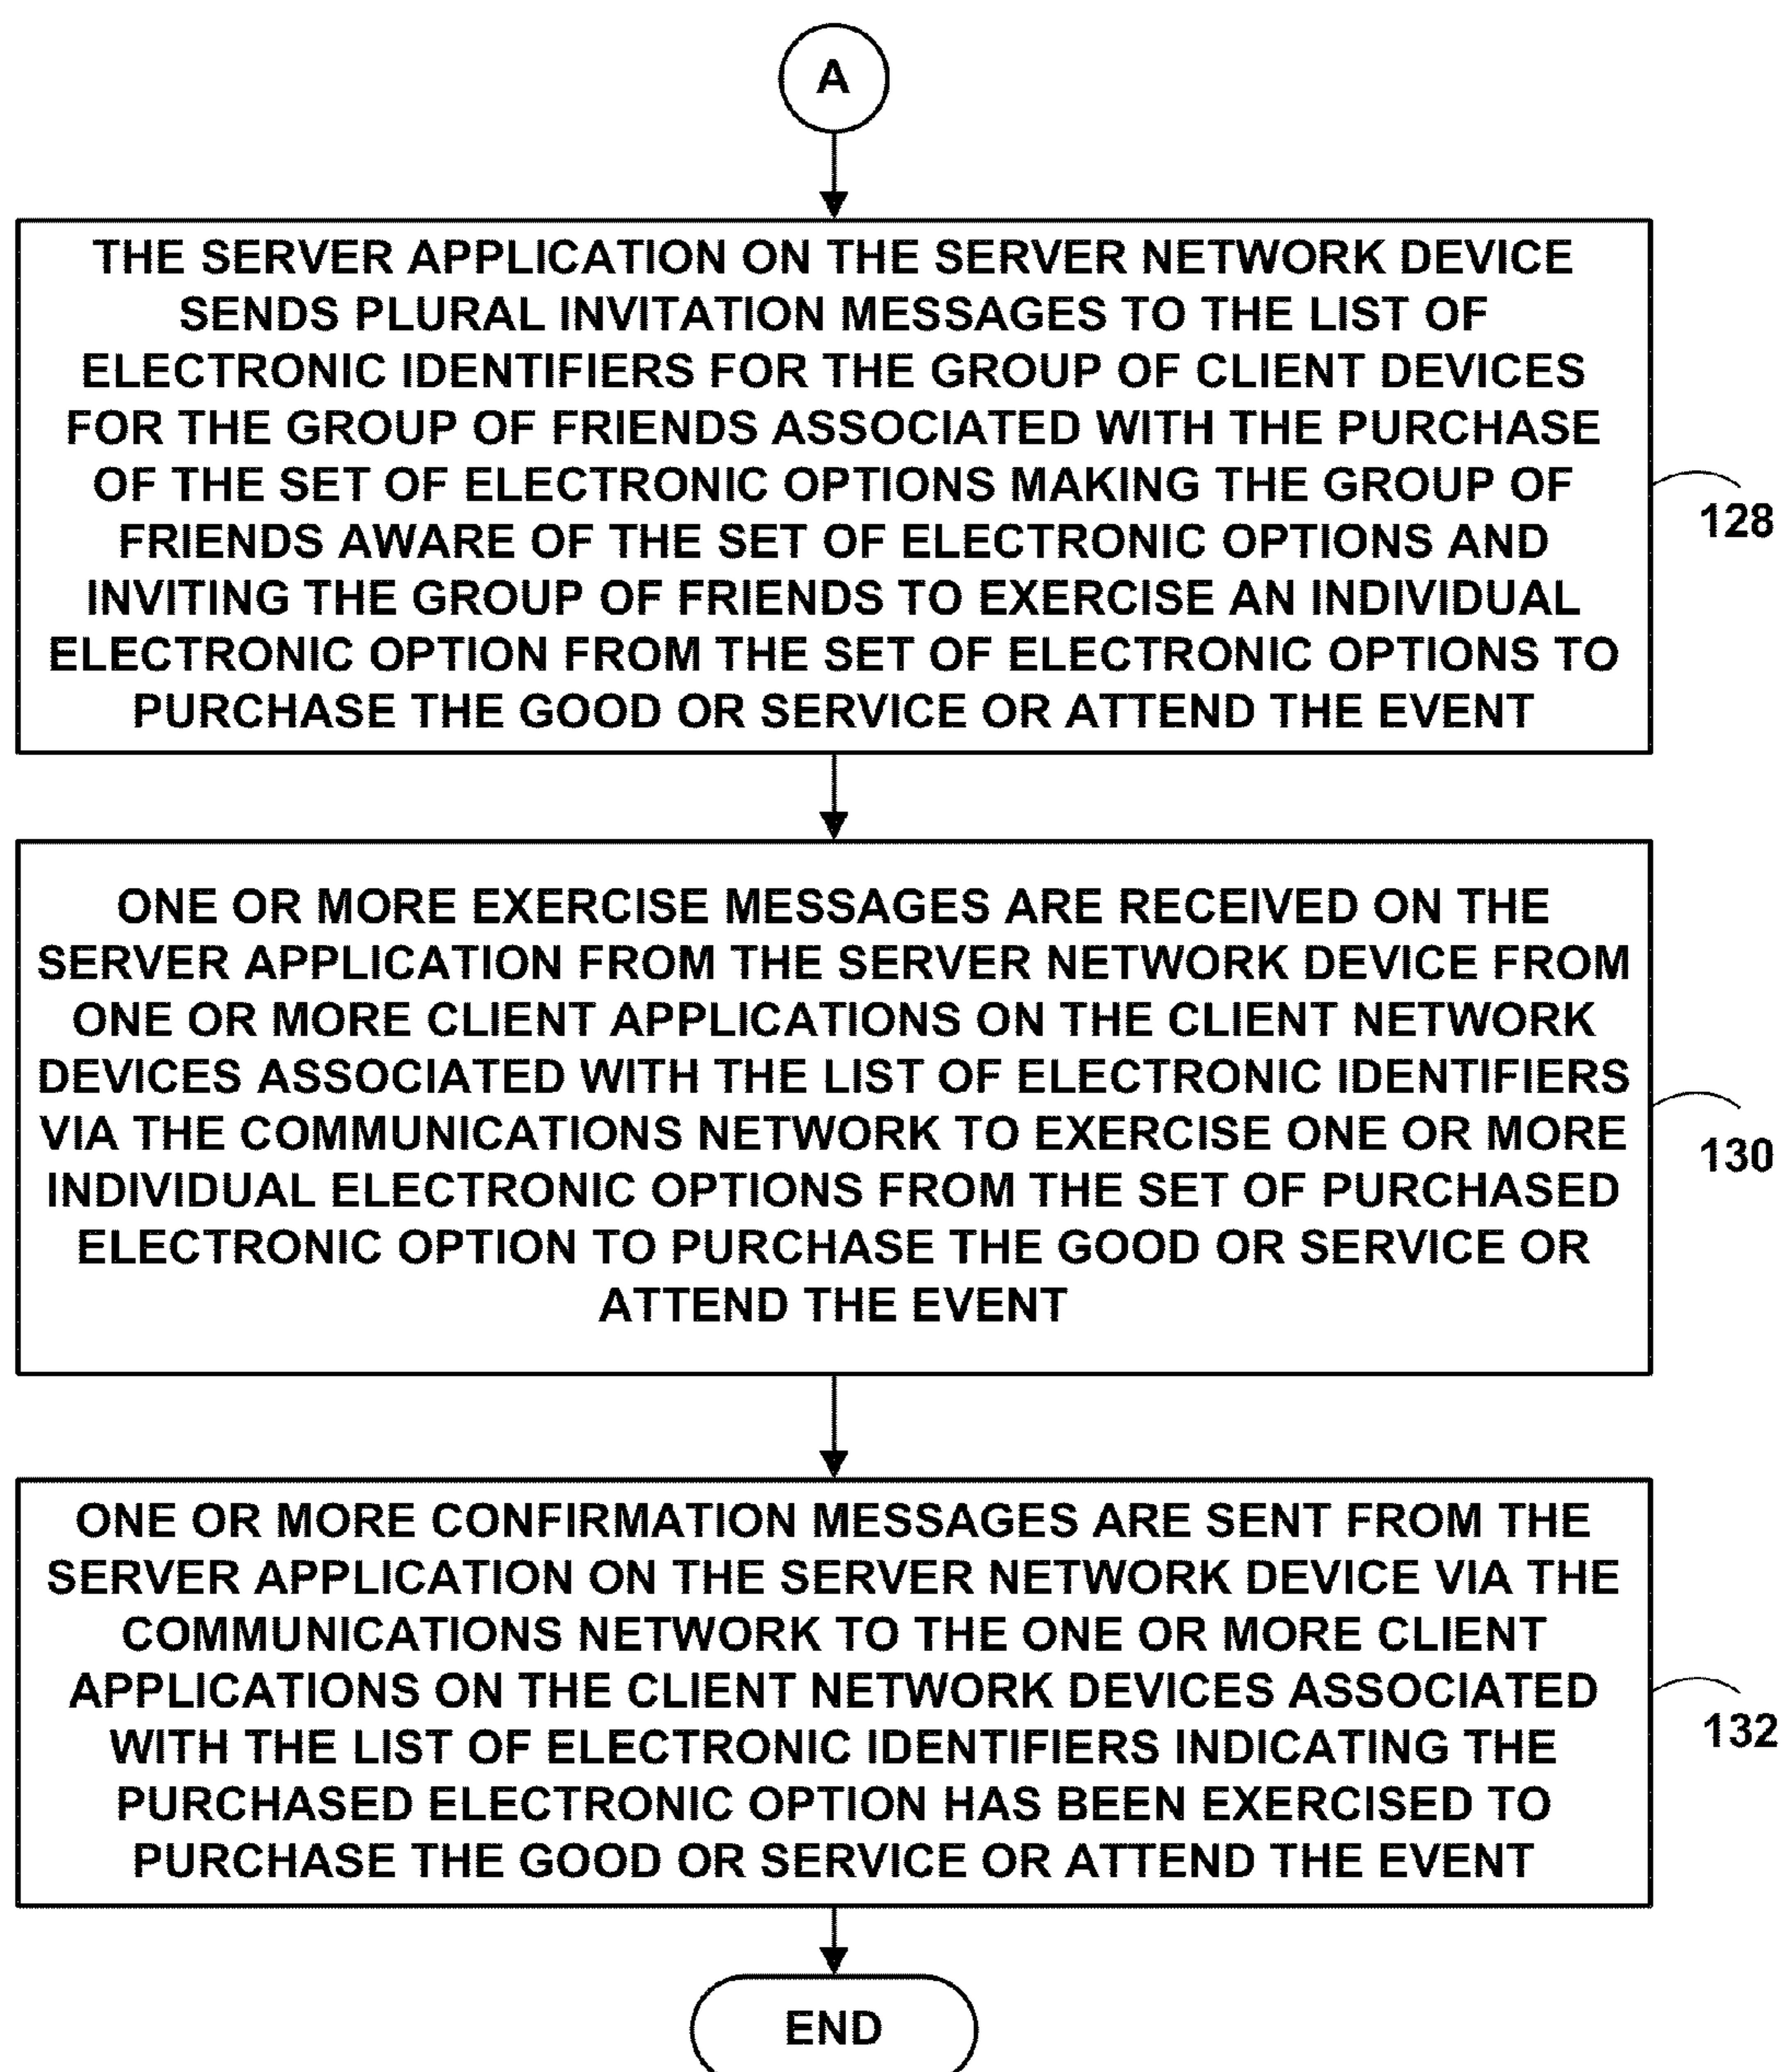 A
THE SERVER APPLICATION ON THE SERVER NETWORK DEVICE
SENDS PLURAL INVITATION MESSAGES TO THE LIST OF
ELECTRONIC IDENTIFIERS FOR THE GROUP OF CLIENT DEVICES
FOR THE GROUP OF FRIENDS ASSOCIATED WITH THE PURCHASE
OF THE SET OF ELECTRONIC OPTIONS MAKING THE GROUP OF
FRIENDS AWARE OF THE SET OF ELECTRONIC OPTIONS AND
INVITING THE GROUP OF FRIENDS TO EXERCISE AN INDIVIDUAL
ELECTRONIC OPTION FROM THE SET OF ELECTRONIC OPTIONS TO
PURCHASE THE GOOD OR SERVICE OR ATTEND THE EVENT
128
ONE OR MORE EXERCISE MESSAGES ARE RECEIVED ON THE
SERVER APPLICATION FROM THE SERVER NETWORK DEVICE FROM
ONE OR MORE CLIENT APPLICATIONS ON THE CLIENT NETWORK
DEVICES ASSOCIATED WITH THE LIST OF ELECTRONIC IDENTIFIERS
VIA THE COMMUNICATIONS NETWORK TO EXERCISE ONE OR MORE
INDIVIDUAL ELECTRONIC OPTIONS FROM THE SET OF PURCHASED
ELECTRONIC OPTION TO PURCHASE THE GOOD OR SERVICE OR
ATTEND THE EVENT
130
ONE OR MORE CONFIRMATION MESSAGES ARE SENT FROM THE
SERVER APPLICATION ON THE SERVER NETWORK DEVICE VIA THE
COMMUNICATIONS NETWORK TO THE ONE OR MORE CLIENT
APPLICATIONS ON THE CLIENT NETWORK DEVICES ASSOCIATED
WITH THE LIST OF ELECTRONIC IDENTIFIERS INDICATING THE
PURCHASED ELECTRONIC OPTION HAS BEEN EXERCISED TO
PURCHASE THE GOOD OR SERVICE OR ATTEND THE EVENT
132
END